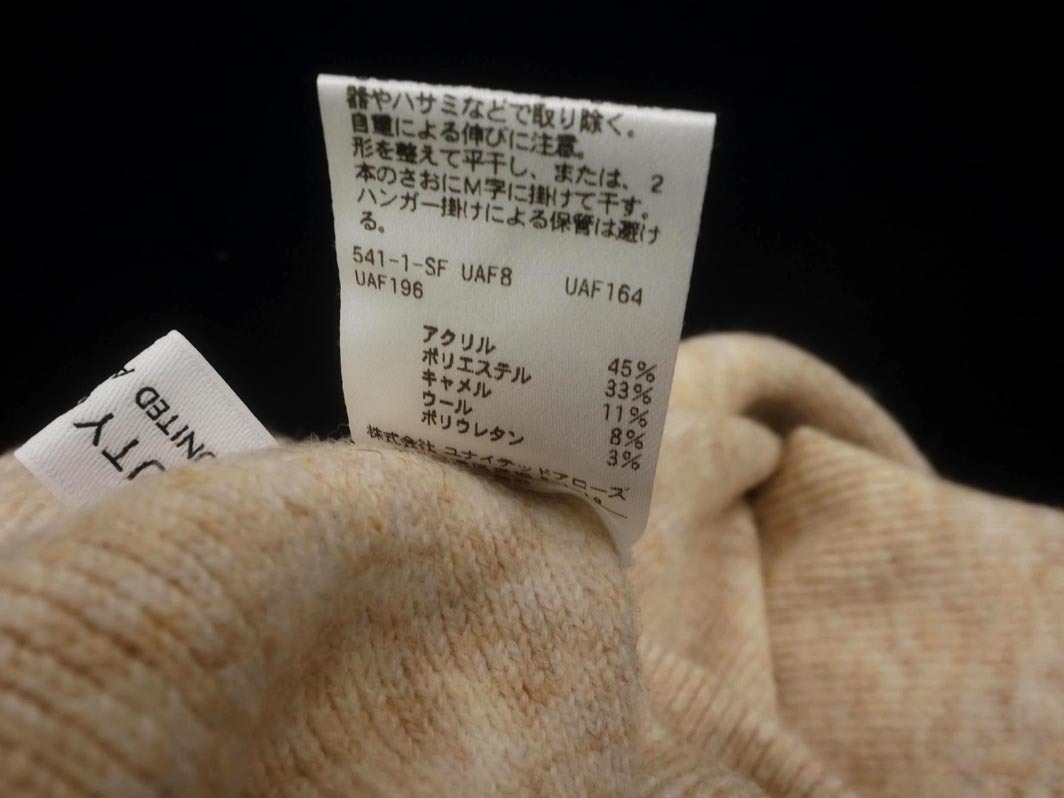 器やハサミなどで取り除く。
自重による伸びに注意。
形を整えて平干し、または、2
本のさおにM字に掛けて干す。
ハンガー掛けによる保管は避け
る。
541-1-SF UAF8 UAF164
UAF196
アクリル 45%
ポリエステル 33%
キャメル 11%
ウール 8%
ポリウレタン 3%
株式会社 ユナイテッドアローズ
UTY
UNITED A